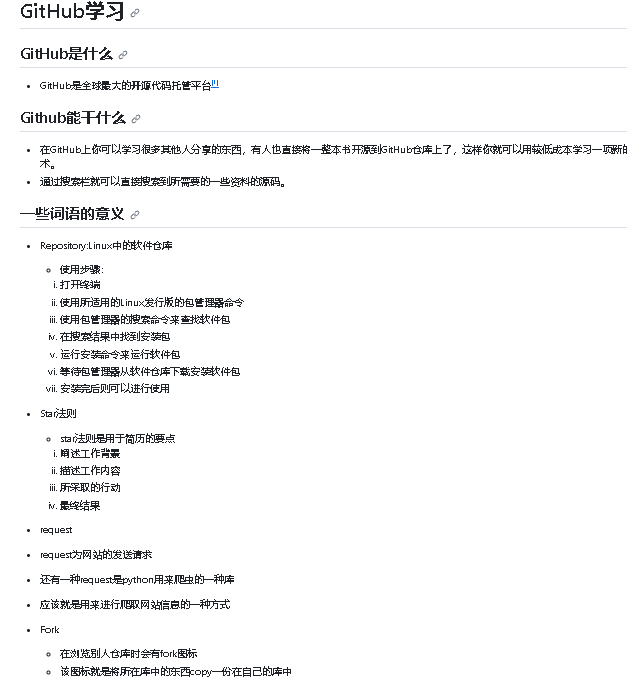 GitHub学习
GitHub是什么
GitHub是全球最大的开源代码托管平台[1]
Github能干什么
在GitHub上你可以学习很多其他人分享的东西，有人也直接将一整本书开源到GitHub仓库上了，这样你就可以用较低成本学习一项新的
术。
通过搜索栏就可以直接搜索到所需要的一些资料的源码。
一些词语的意义
Repository:Linux中的软件仓库
使用步骤：
i. 打开终端
ii. 使用所适用的Linux发行版的包管理器命令
iii. 使用包管理器的搜索命令来查找软件包
iv. 在搜索结果中找到安装包
v. 运行安装命令来运行软件包
vi. 等待包管理器从软件仓库下载安装软件包
vii. 安装完后则可以进行使用
Star法则
star法则是用于简历的要点
i. 阐述工作背景
ii. 描述工作内容
iii. 所采取的行动
iv. 最终结果
request
request为网站的发送请求
还有一种request是python用来爬虫的一种库
应该就是用来进行爬取网站信息的一种方式
Fork
在浏览别人仓库时会有fork图标
该图标就是将所在库中的东西copy一份在自己的库中